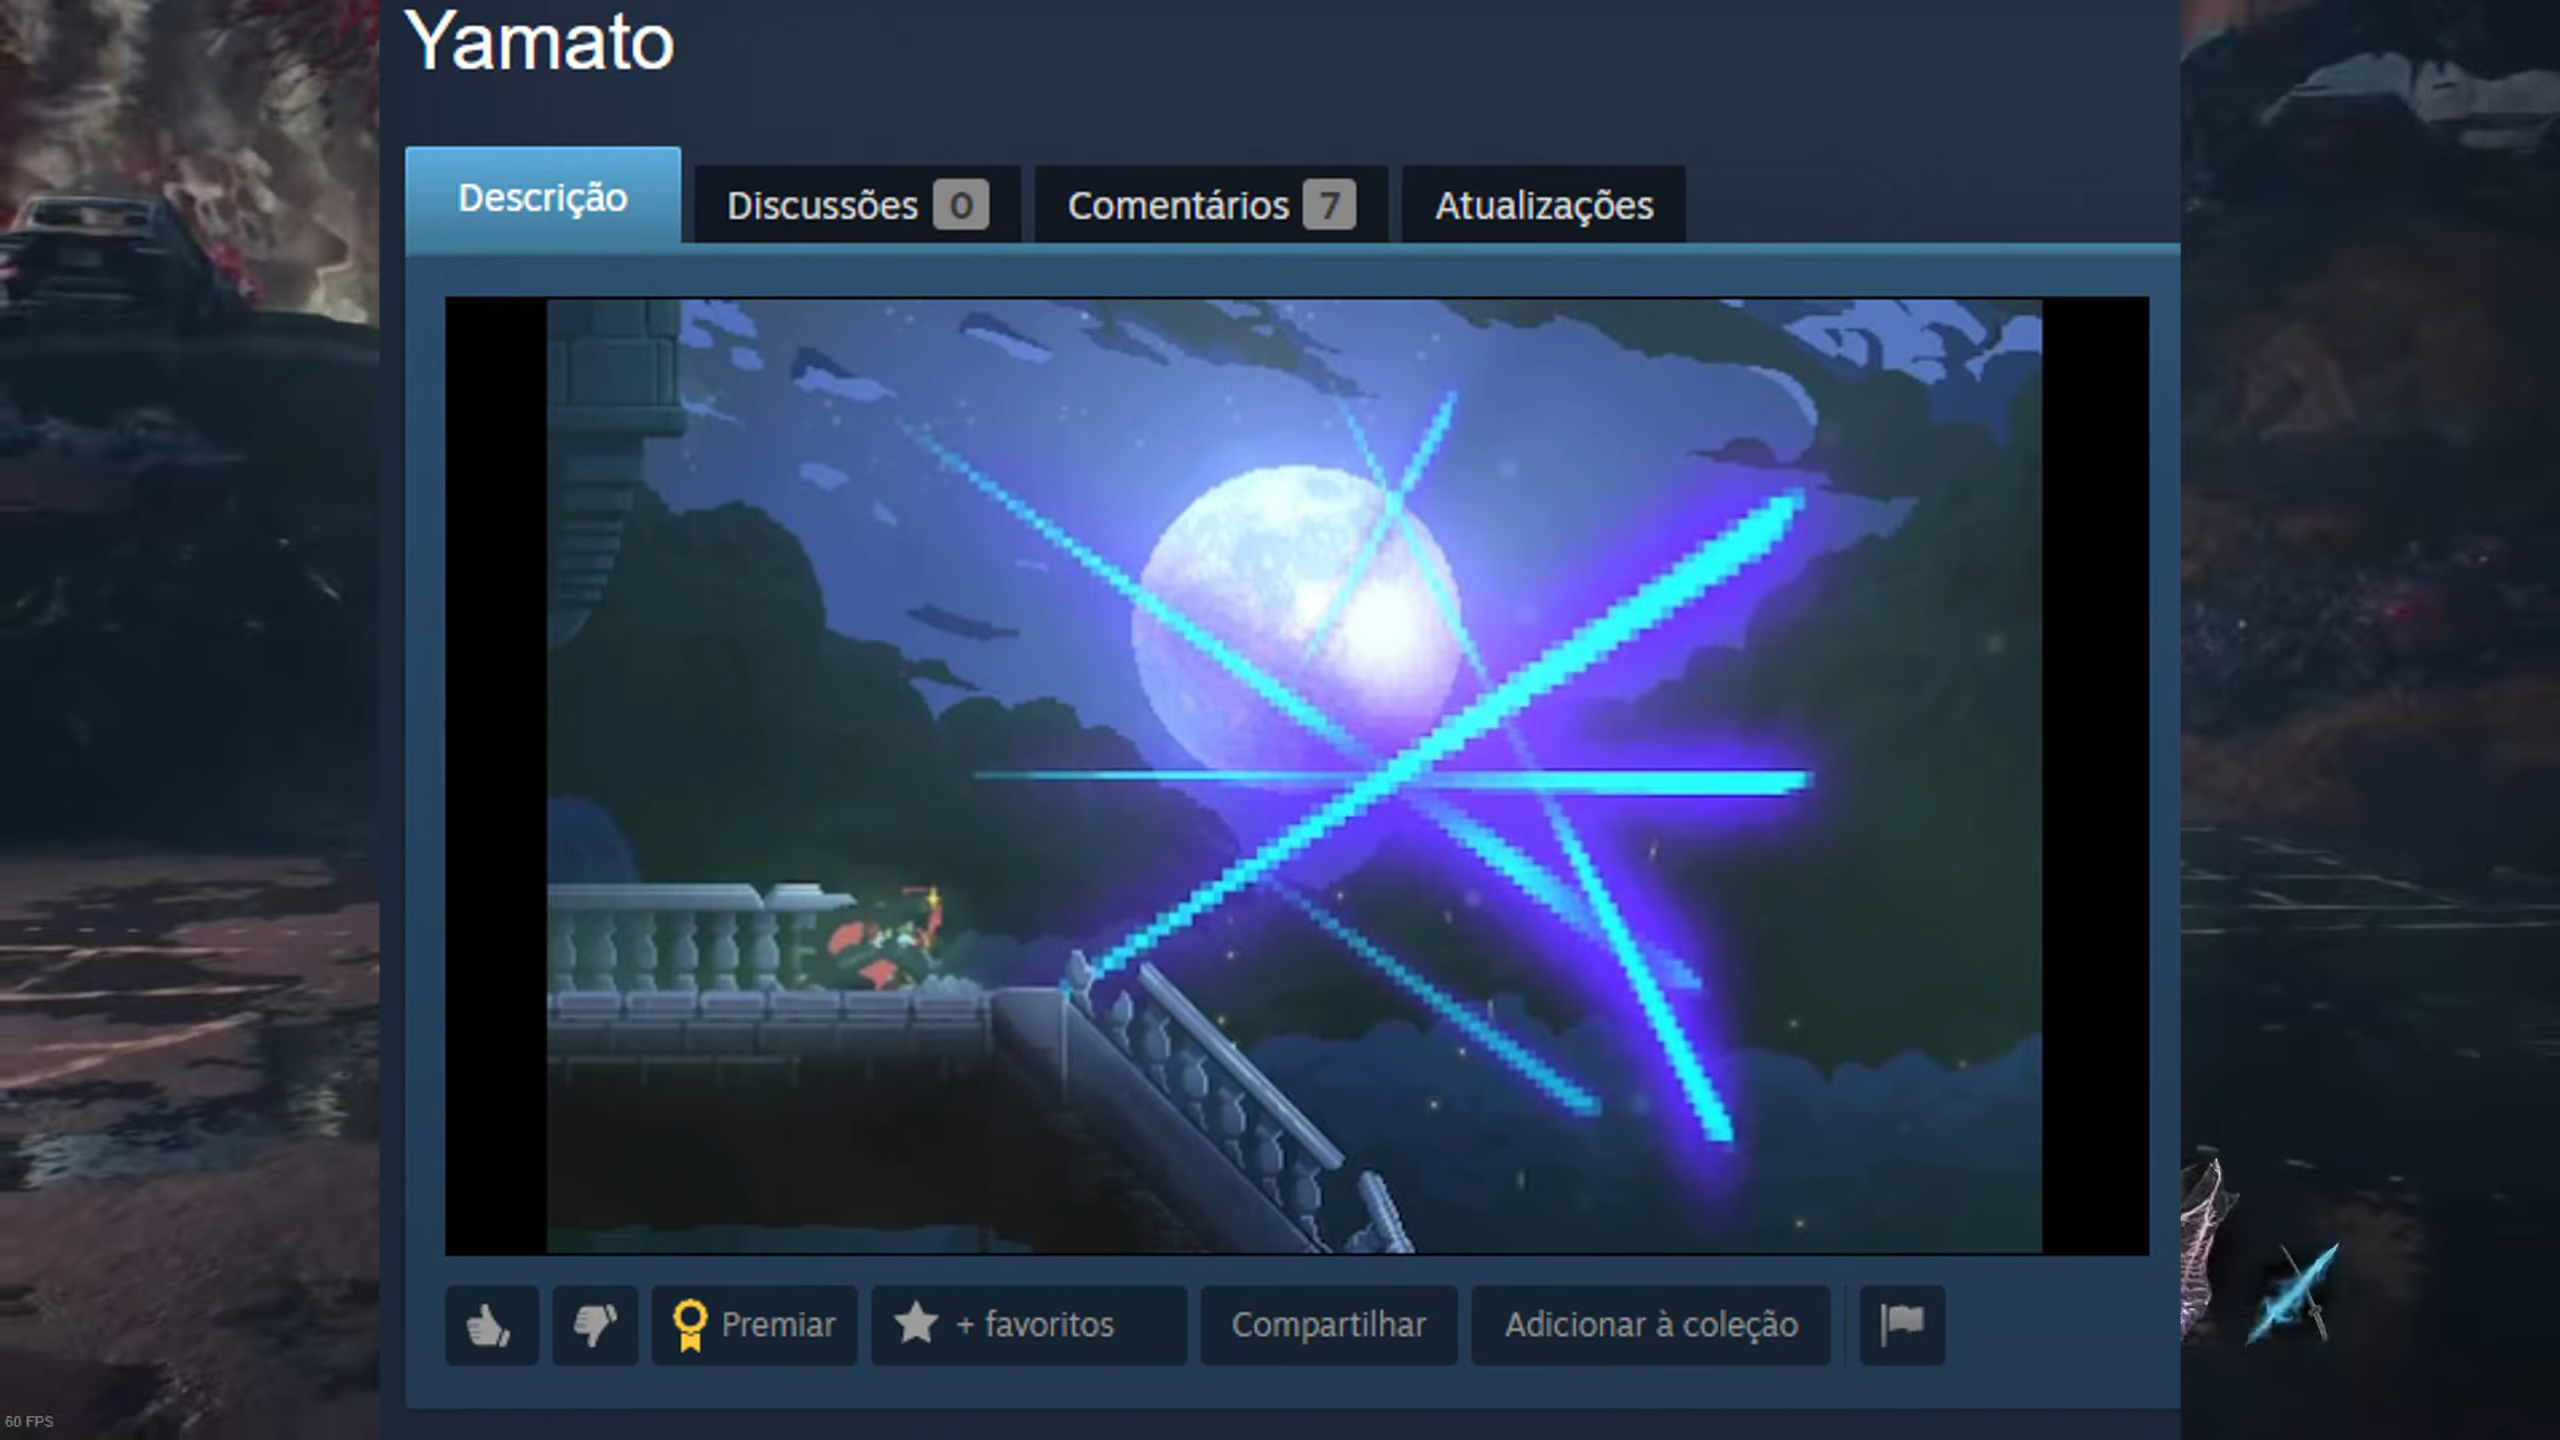 Yamato
Descrição
Discussões 0
Comentários 7
Atualizações
Premiar
+ favoritos
Compartilhar
Adicionar à coleção
60 FPS